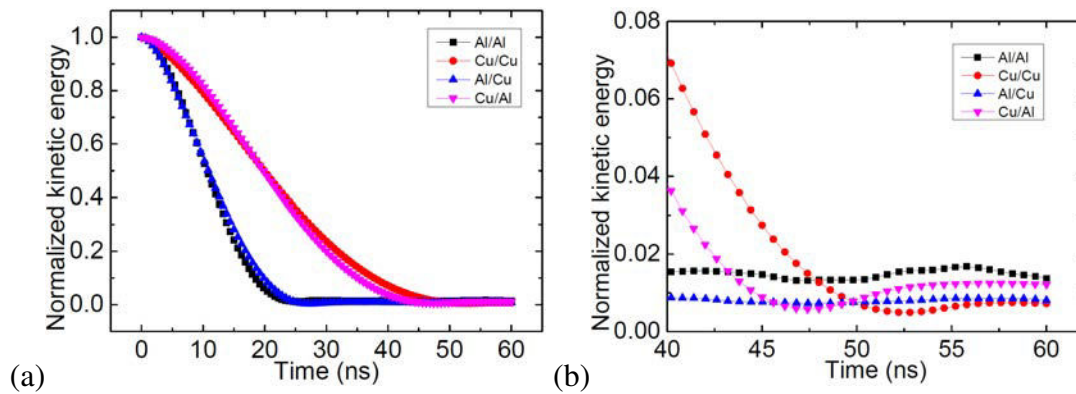 1.0
0.8
0.6
0.4
0.2
0.0
Normalized kinetic energy
0 10 20 30 40 50 60
Time (ns)
Al/Al
Cu/Cu
Al/Cu
Cu/Al
(a)
0.08
0.06
0.04
0.02
0.00
Normalized kinetic energy
40 45 50 55 60
Time (ns)
Al/Al
Cu/Cu
Al/Cu
Cu/Al
(b)